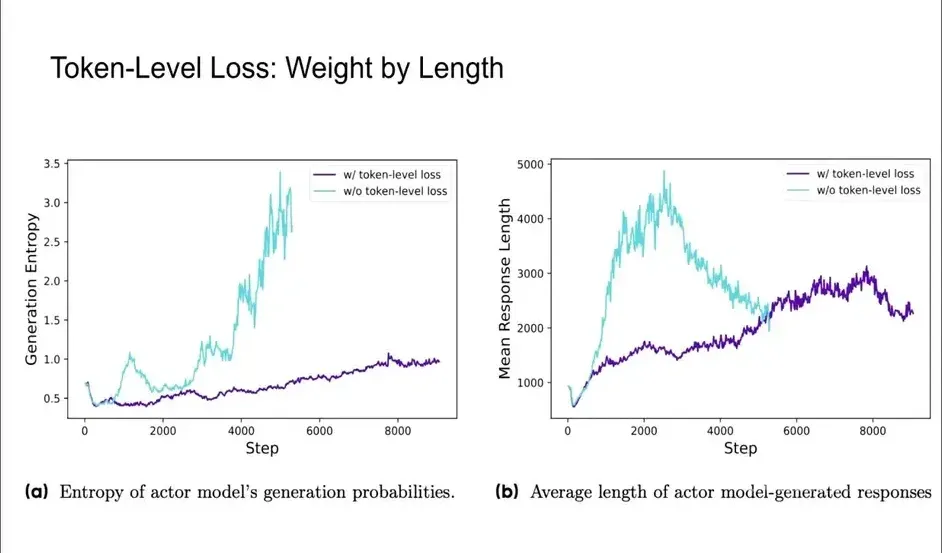 Token-Level Loss: Weight by Length
3.5
3.0
2.5
2.0
1.5
1.0
0.5
Generation Entropy
w/ token-level loss
w/o token-level loss
0 2000 4000 6000 8000
Step
(a) Entropy of actor model's generation probabilities.
5000
4000
3000
2000
1000
Mean Response Length
w/ token-level loss
w/o token-level loss
0 2000 4000 6000 8000
Step
(b) Average length of actor model-generated responses